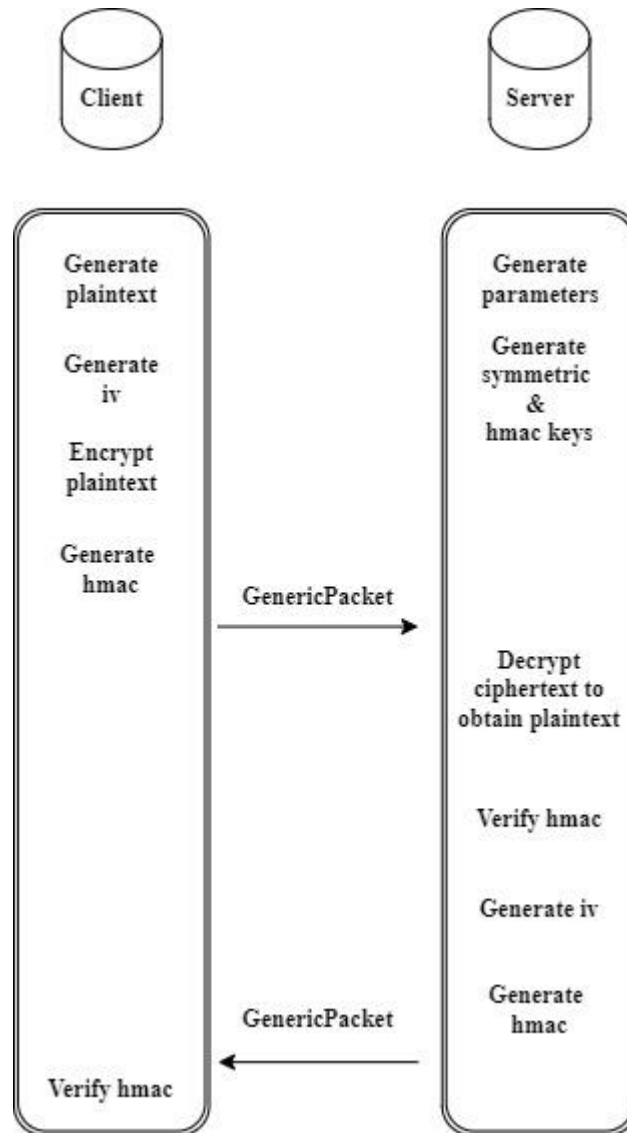 Client
Server
Generate
plaintext
Generate
iv
Encrypt
plaintext
Generate
hmac
GenericPacket
Generate
parameters
Generate
symmetric
&
hmac keys
Decrypt
ciphertext to
obtain plaintext
Verify hmac
Generate iv
Generate
hmac
GenericPacket
Verify hmac